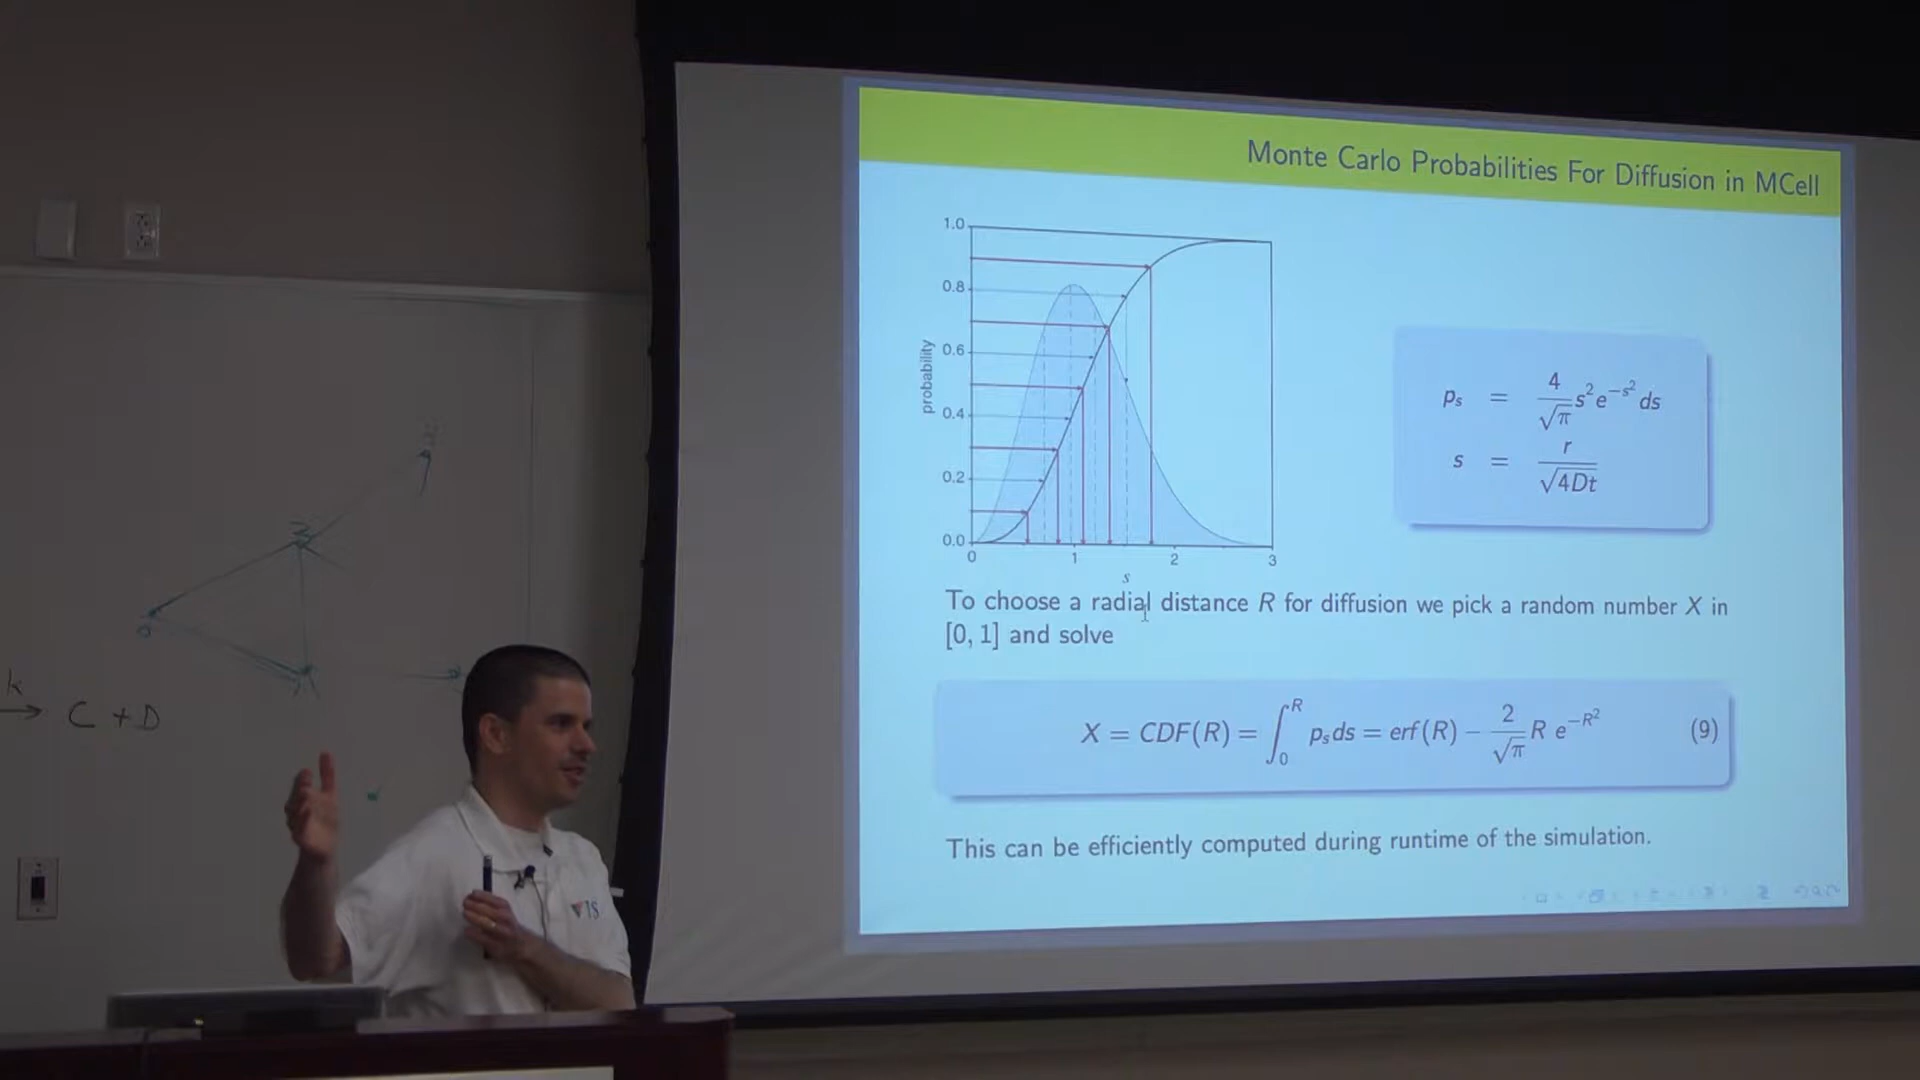 Monte Carlo Probabilities For Diffusion in MCell
1.0
0.8
0.6
0.4
0.2
0.0
probability
0 1 2 3
s
p_s = 4/√π s² e^{-s²} ds
s = r/√4Dt
To choose a radial distance R for diffusion we pick a random number X in
[0, 1] and solve
X = CDF(R) = ∫₀ᴿ p_s ds = erf(R) − 2/√π R e^{−R²} (9)
This can be efficiently computed during runtime of the simulation.
k
→ C + D
VIS